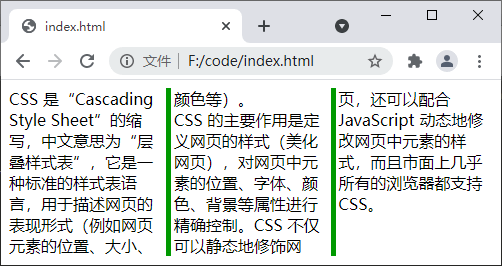 index.html
文件
F:/code/index.html
CSS 是“Cascading
Style Sheet”的缩
写，中文意思为“层
叠样式表”，它是一
种标准的样式表语
言，用于描述网页的
表现形式（例如网页
元素的位置、大小、
颜色等）。
CSS 的主要作用是定
义网页的样式（美化
网页），对网页中元
素的位置、字体、颜
色、背景等属性进行
精确控制。CSS 不仅
可以静态地修饰网
页，还可以配合
JavaScript 动态地修
改网页中元素的样
式，而且市面上几乎
所有的浏览器都支持
CSS。